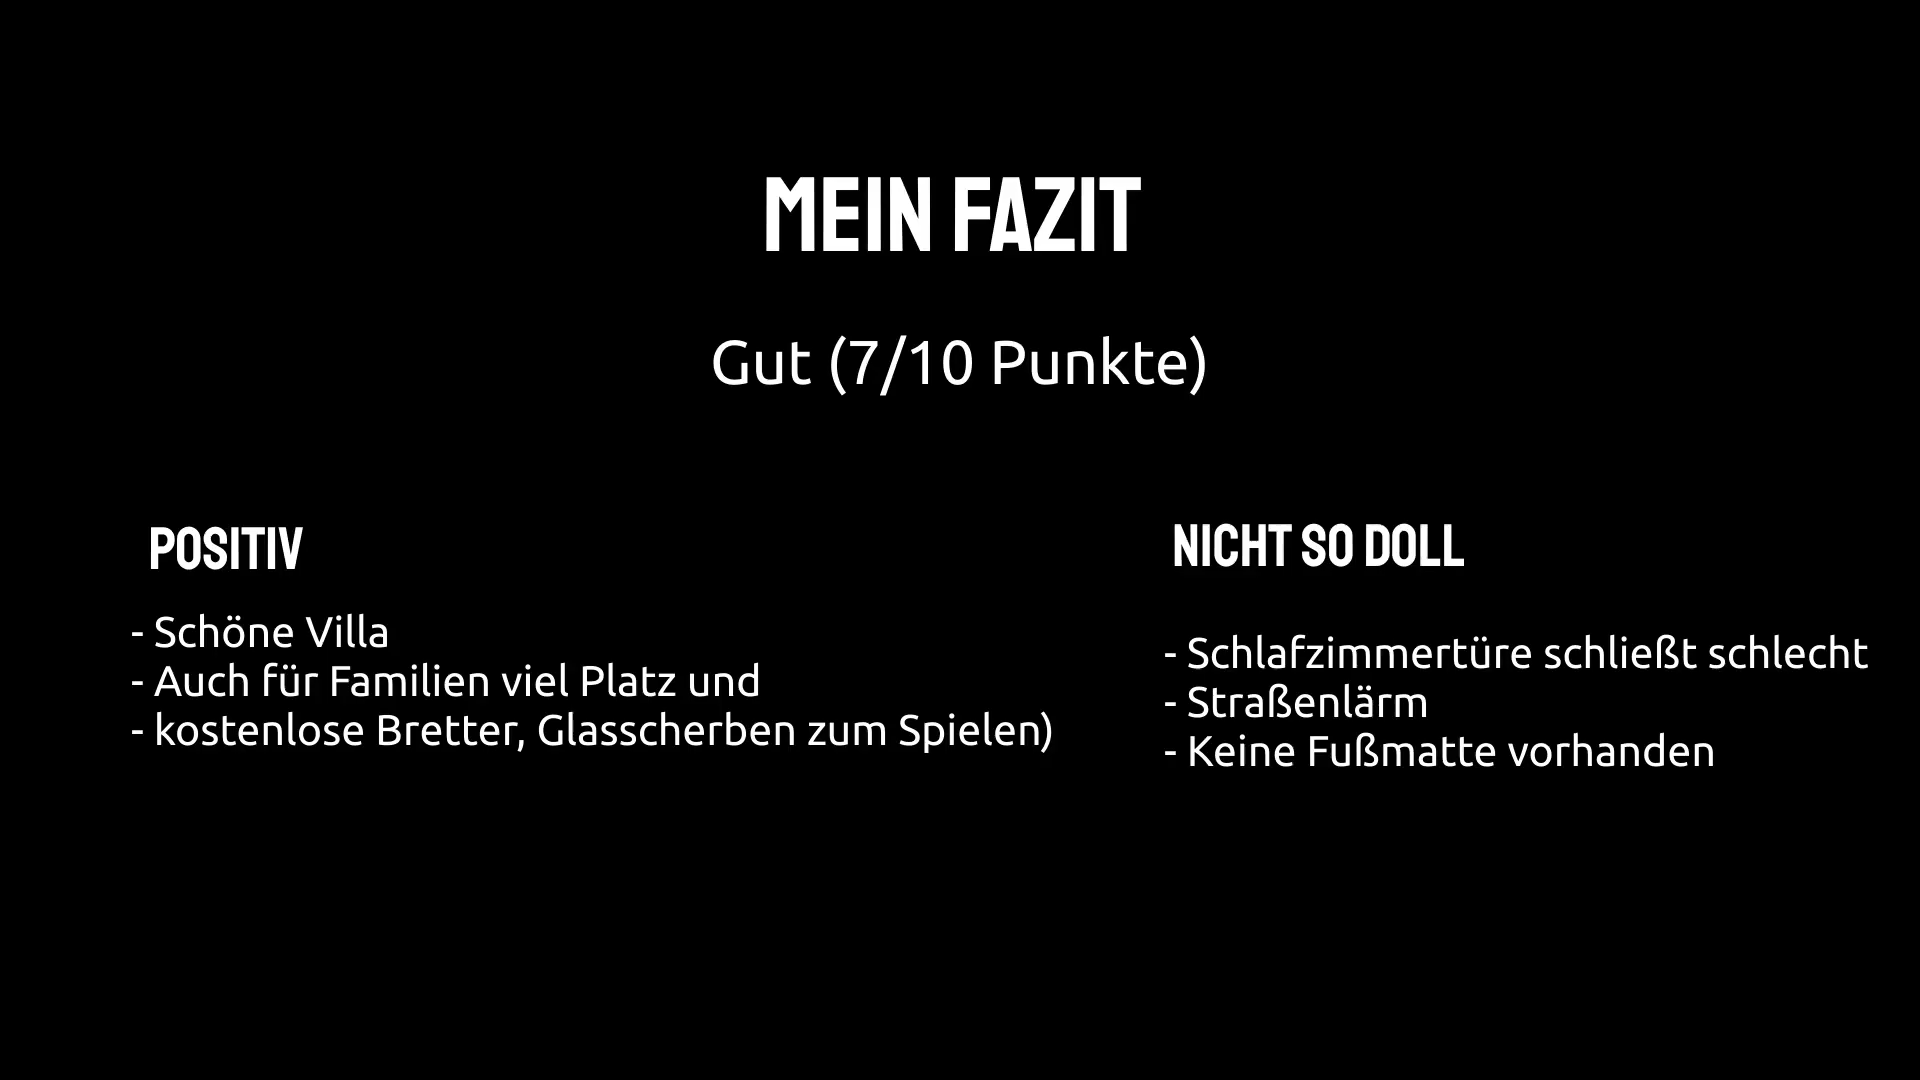 MEIN FAZIT
Gut (7/10 Punkte)
POSITIV
- Schöne Villa
- Auch für Familien viel Platz und
- kostenlose Bretter, Glasscherben zum Spielen)
NICHT SO DOLL
- Schlafzimmertüre schließt schlecht
- Straßenlärm
- Keine Fußmatte vorhanden